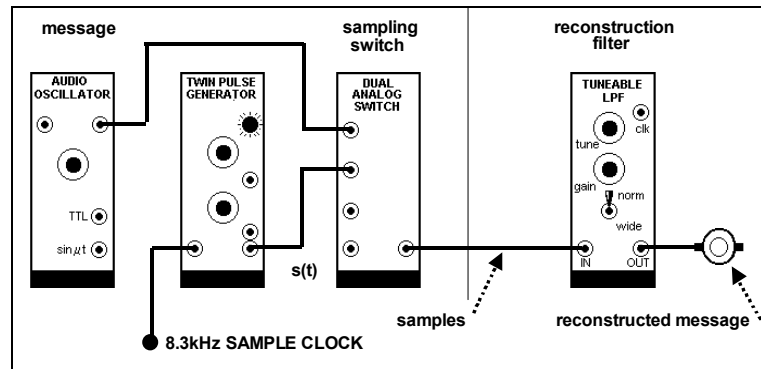 message
sampling
switch
reconstruction
filter
AUDIO
OSCILLATOR
TTL
sinμt
TWIN PULSE
GENERATOR
s(t)
8.3kHz SAMPLE CLOCK
DUAL
ANALOG
SWITCH
samples
TUNEABLE
LPF
clk
tune
gain
norm
wide
IN
OUT
reconstructed message